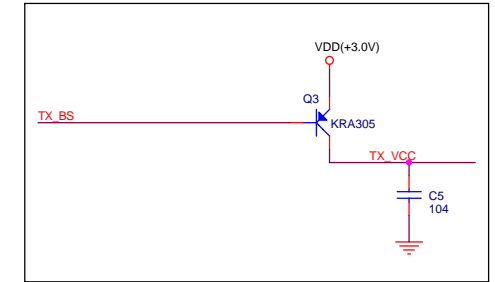 VDD(+3.0V)
Q3
TX_BS
KRA305
TX_VCC
C5
104